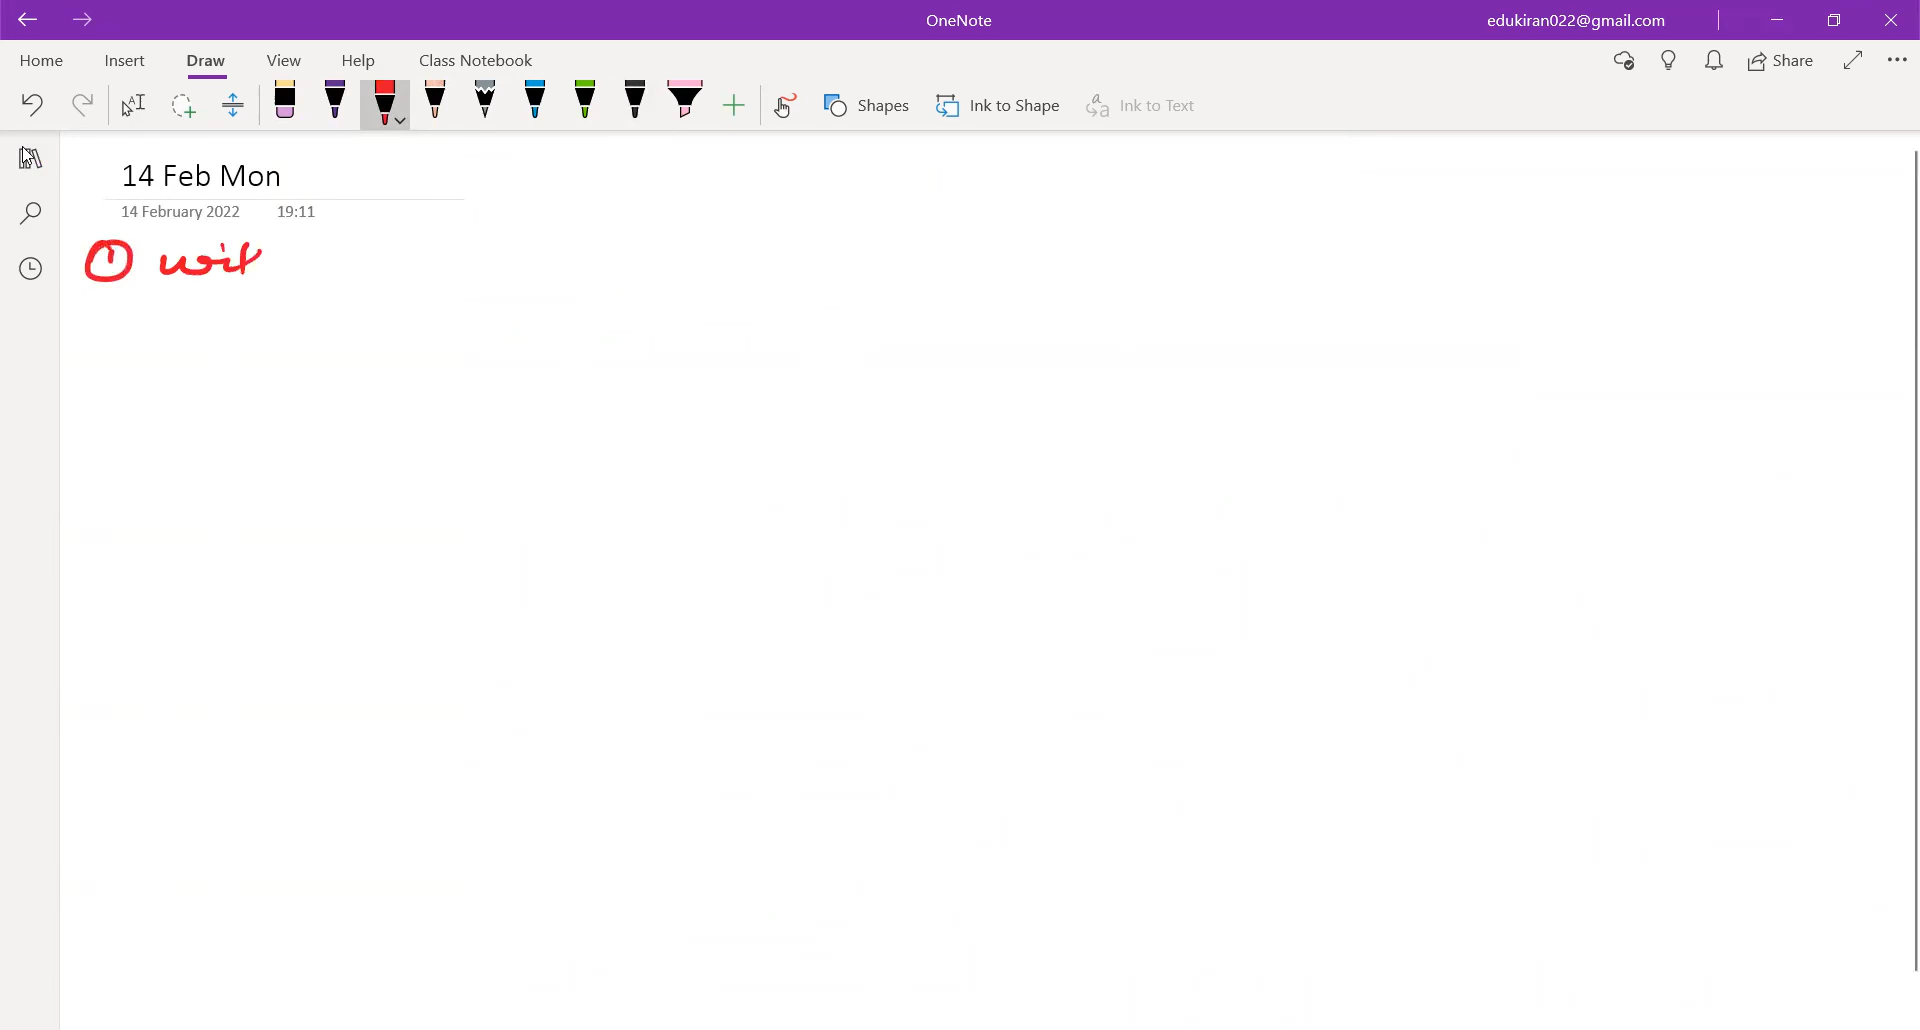 OneNote
edukiran022@gmail.com
Home Insert Draw View Help Class Notebook Share
Shapes Ink to Shape Ink to Text
14 Feb Mon
14 February 2022 19:11
①